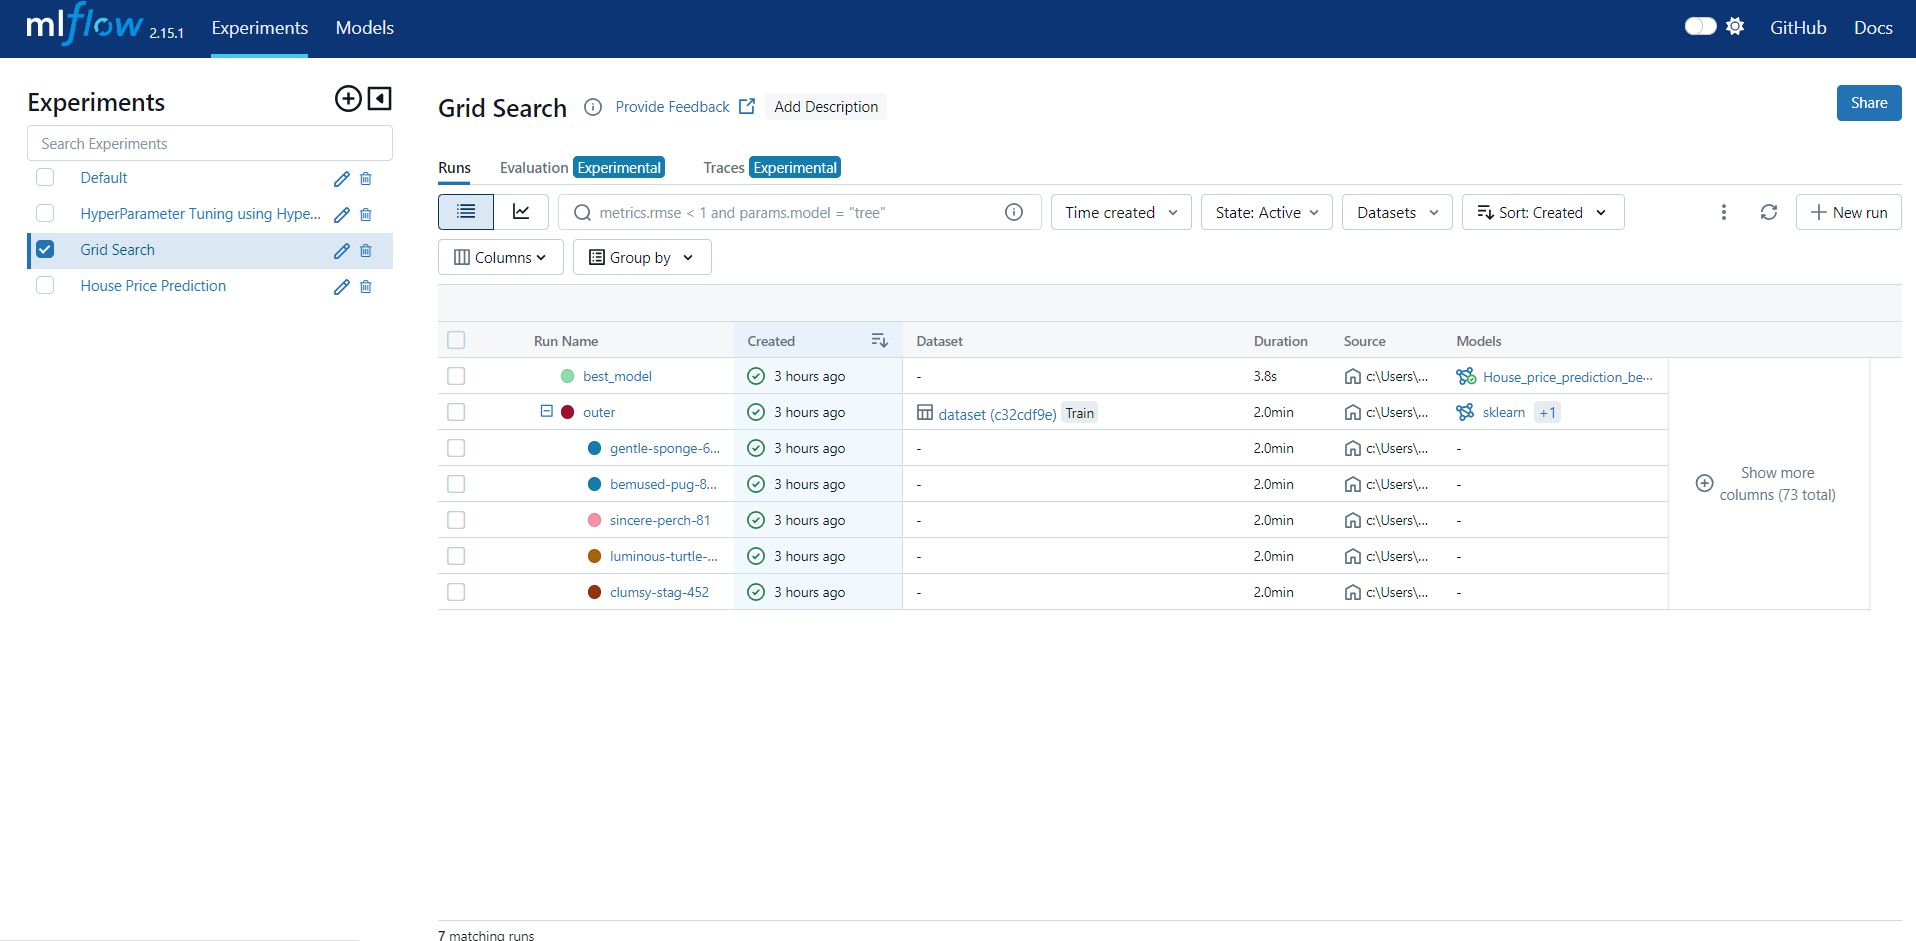 mlflow 2.15.1 Experiments Models GitHub Docs
Experiments
Search Experiments
Default
HyperParameter Tuning using Hype...
Grid Search
House Price Prediction
Grid Search Provide Feedback Add Description Share
Runs Evaluation Experimental Traces Experimental
metrics.rmse < 1 and params.model = "tree" Time created State: Active Datasets Sort: Created New run
Columns Group by
Run Name Created Dataset Duration Source Models
best_model 3 hours ago - 3.8s c:\Users\... House_price_prediction_be...
outer 3 hours ago dataset (c32cdf9e) Train 2.0min c:\Users\... sklearn +1
gentle-sponge-6... 3 hours ago - 2.0min c:\Users\... -
bemused-pug-8... 3 hours ago - 2.0min c:\Users\... -
sincere-perch-81 3 hours ago - 2.0min c:\Users\... -
luminous-turtle-... 3 hours ago - 2.0min c:\Users\... -
clumsy-stag-452 3 hours ago - 2.0min c:\Users\... -
Show more
columns (73 total)
7 matching runs